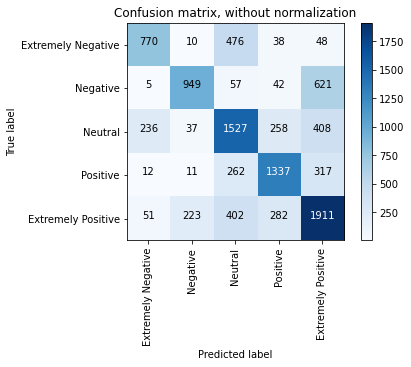 Confusion matrix, without normalization
True label
Extremely Negative 770 10 476 38 48
Negative 5 949 57 42 621
Neutral 236 37 1527 258 408
Positive 12 11 262 1337 317
Extremely Positive 51 223 402 282 1911
Extremely Negative
Negative
Neutral
Positive
Extremely Positive
Predicted label
1750
1500
1250
1000
750
500
250